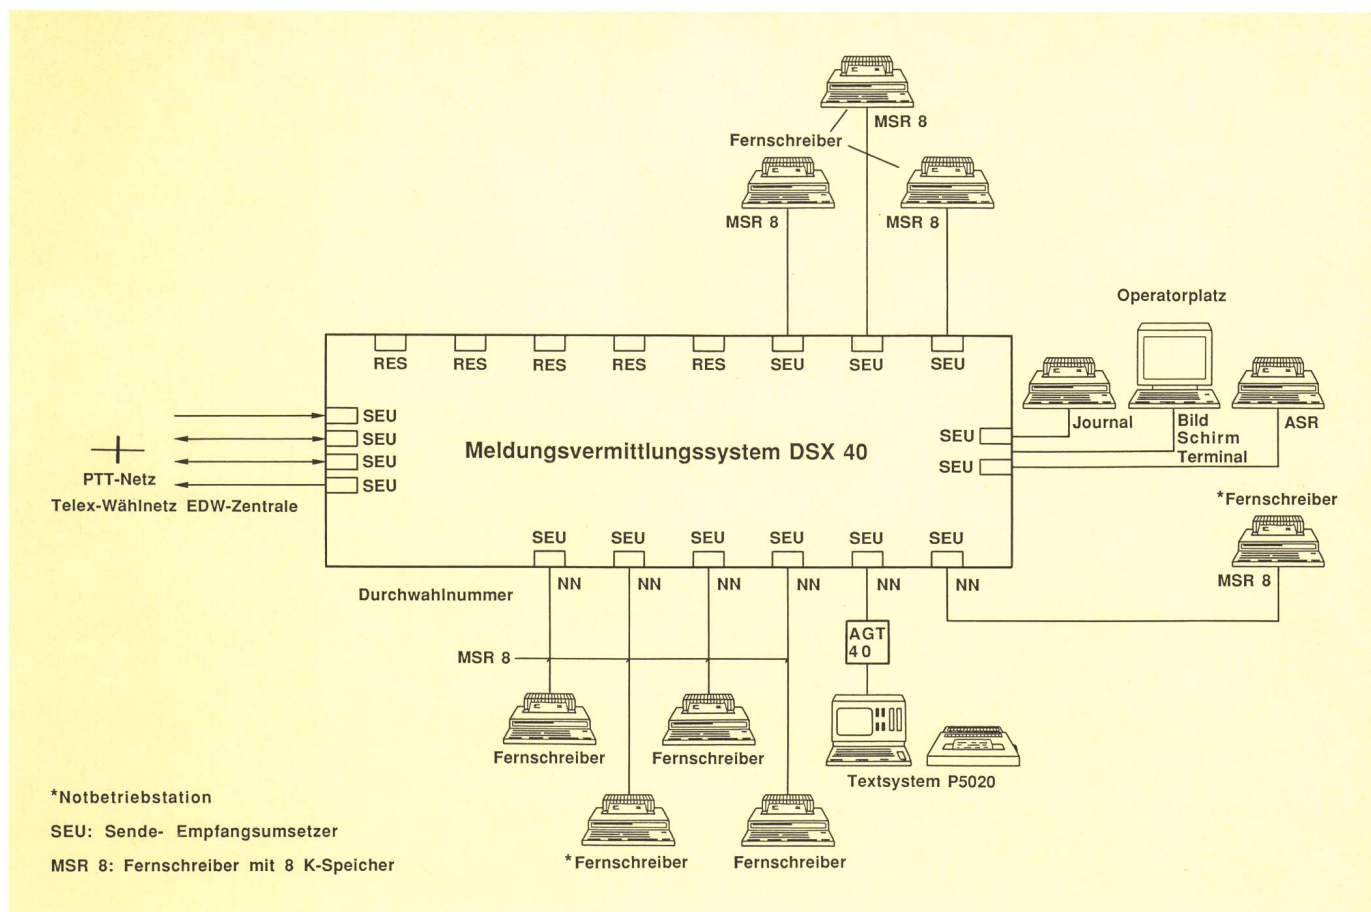 MSR 8
Fernschreiber
MSR 8
MSR 8
Operatorplatz
RES RES RES RES RES SEU SEU SEU
Journal
Bild
Schirm
Terminal
ASR
SEU
SEU
SEU
SEU
SEU
SEU
Meldungsvermittlungssystem DSX 40
PTT-Netz
Telex-Wählnetz EDW-Zentrale
*Fernschreiber
MSR 8
SEU SEU SEU SEU SEU SEU
Durchwahlnummer
NN NN NN NN NN NN
AGT
40
MSR 8
Fernschreiber
Fernschreiber
Textsystem P5020
*Fernschreiber
Fernschreiber
*Notbetriebstation
SEU: Sende- Empfangsumsetzer
MSR 8: Fernschreiber mit 8 K-Speicher